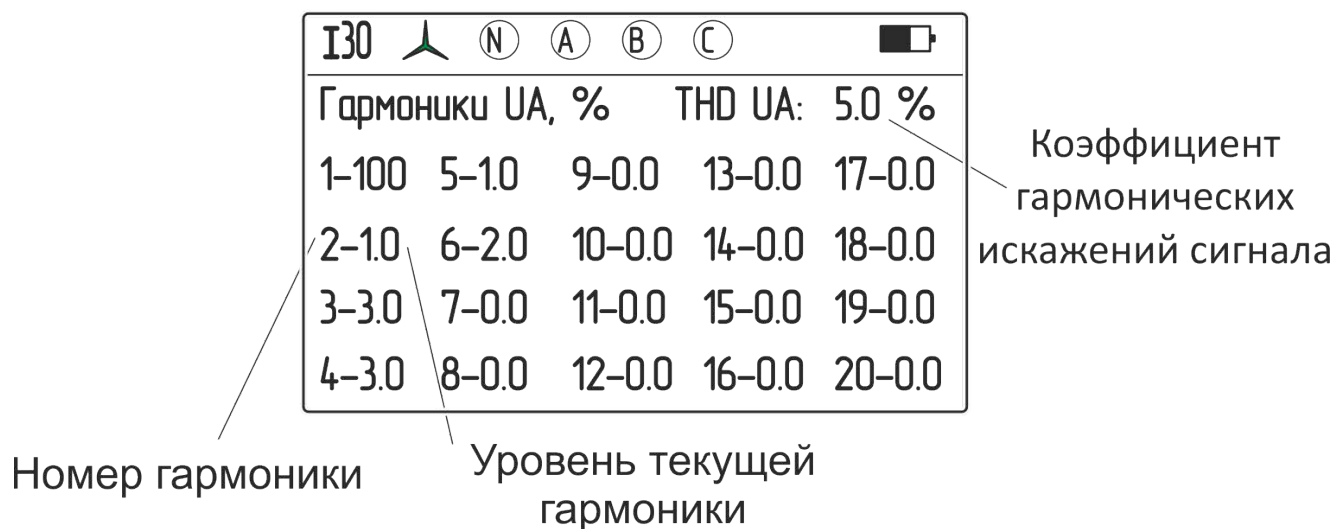 I30 N A B C
Гармоники UA, % THD UA: 5.0 %
1–100 5–1.0 9–0.0 13–0.0 17–0.0
2–1.0 6–2.0 10–0.0 14–0.0 18–0.0
3–3.0 7–0.0 11–0.0 15–0.0 19–0.0
4–3.0 8–0.0 12–0.0 16–0.0 20–0.0
Коэффициент
гармонических
искажений сигнала
Номер гармоники
Уровень текущей
гармоники